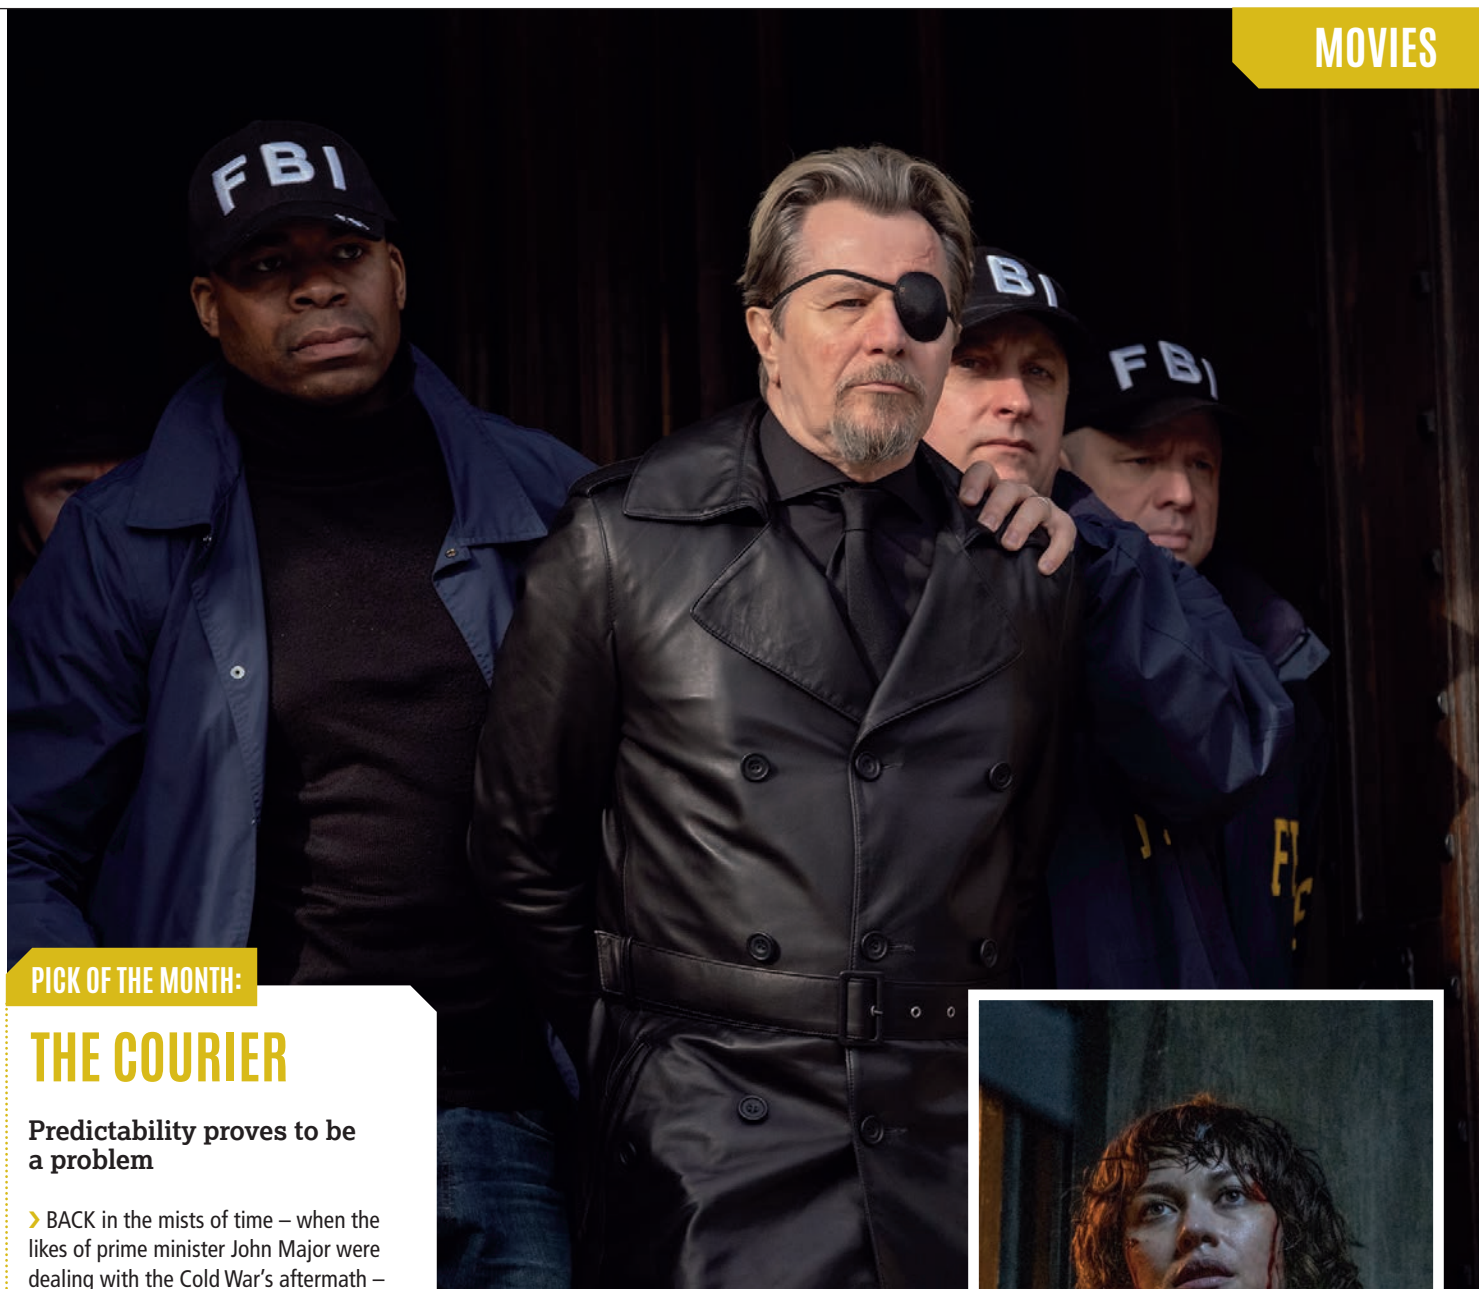 MOVIES
FBI
BI
FBI
PICK OF THE MONTH:
THE COURIER
Predictability proves to be
a problem
› BACK in the mists of time – when the
likes of prime minister John Major were
dealing with the Cold War's aftermath –